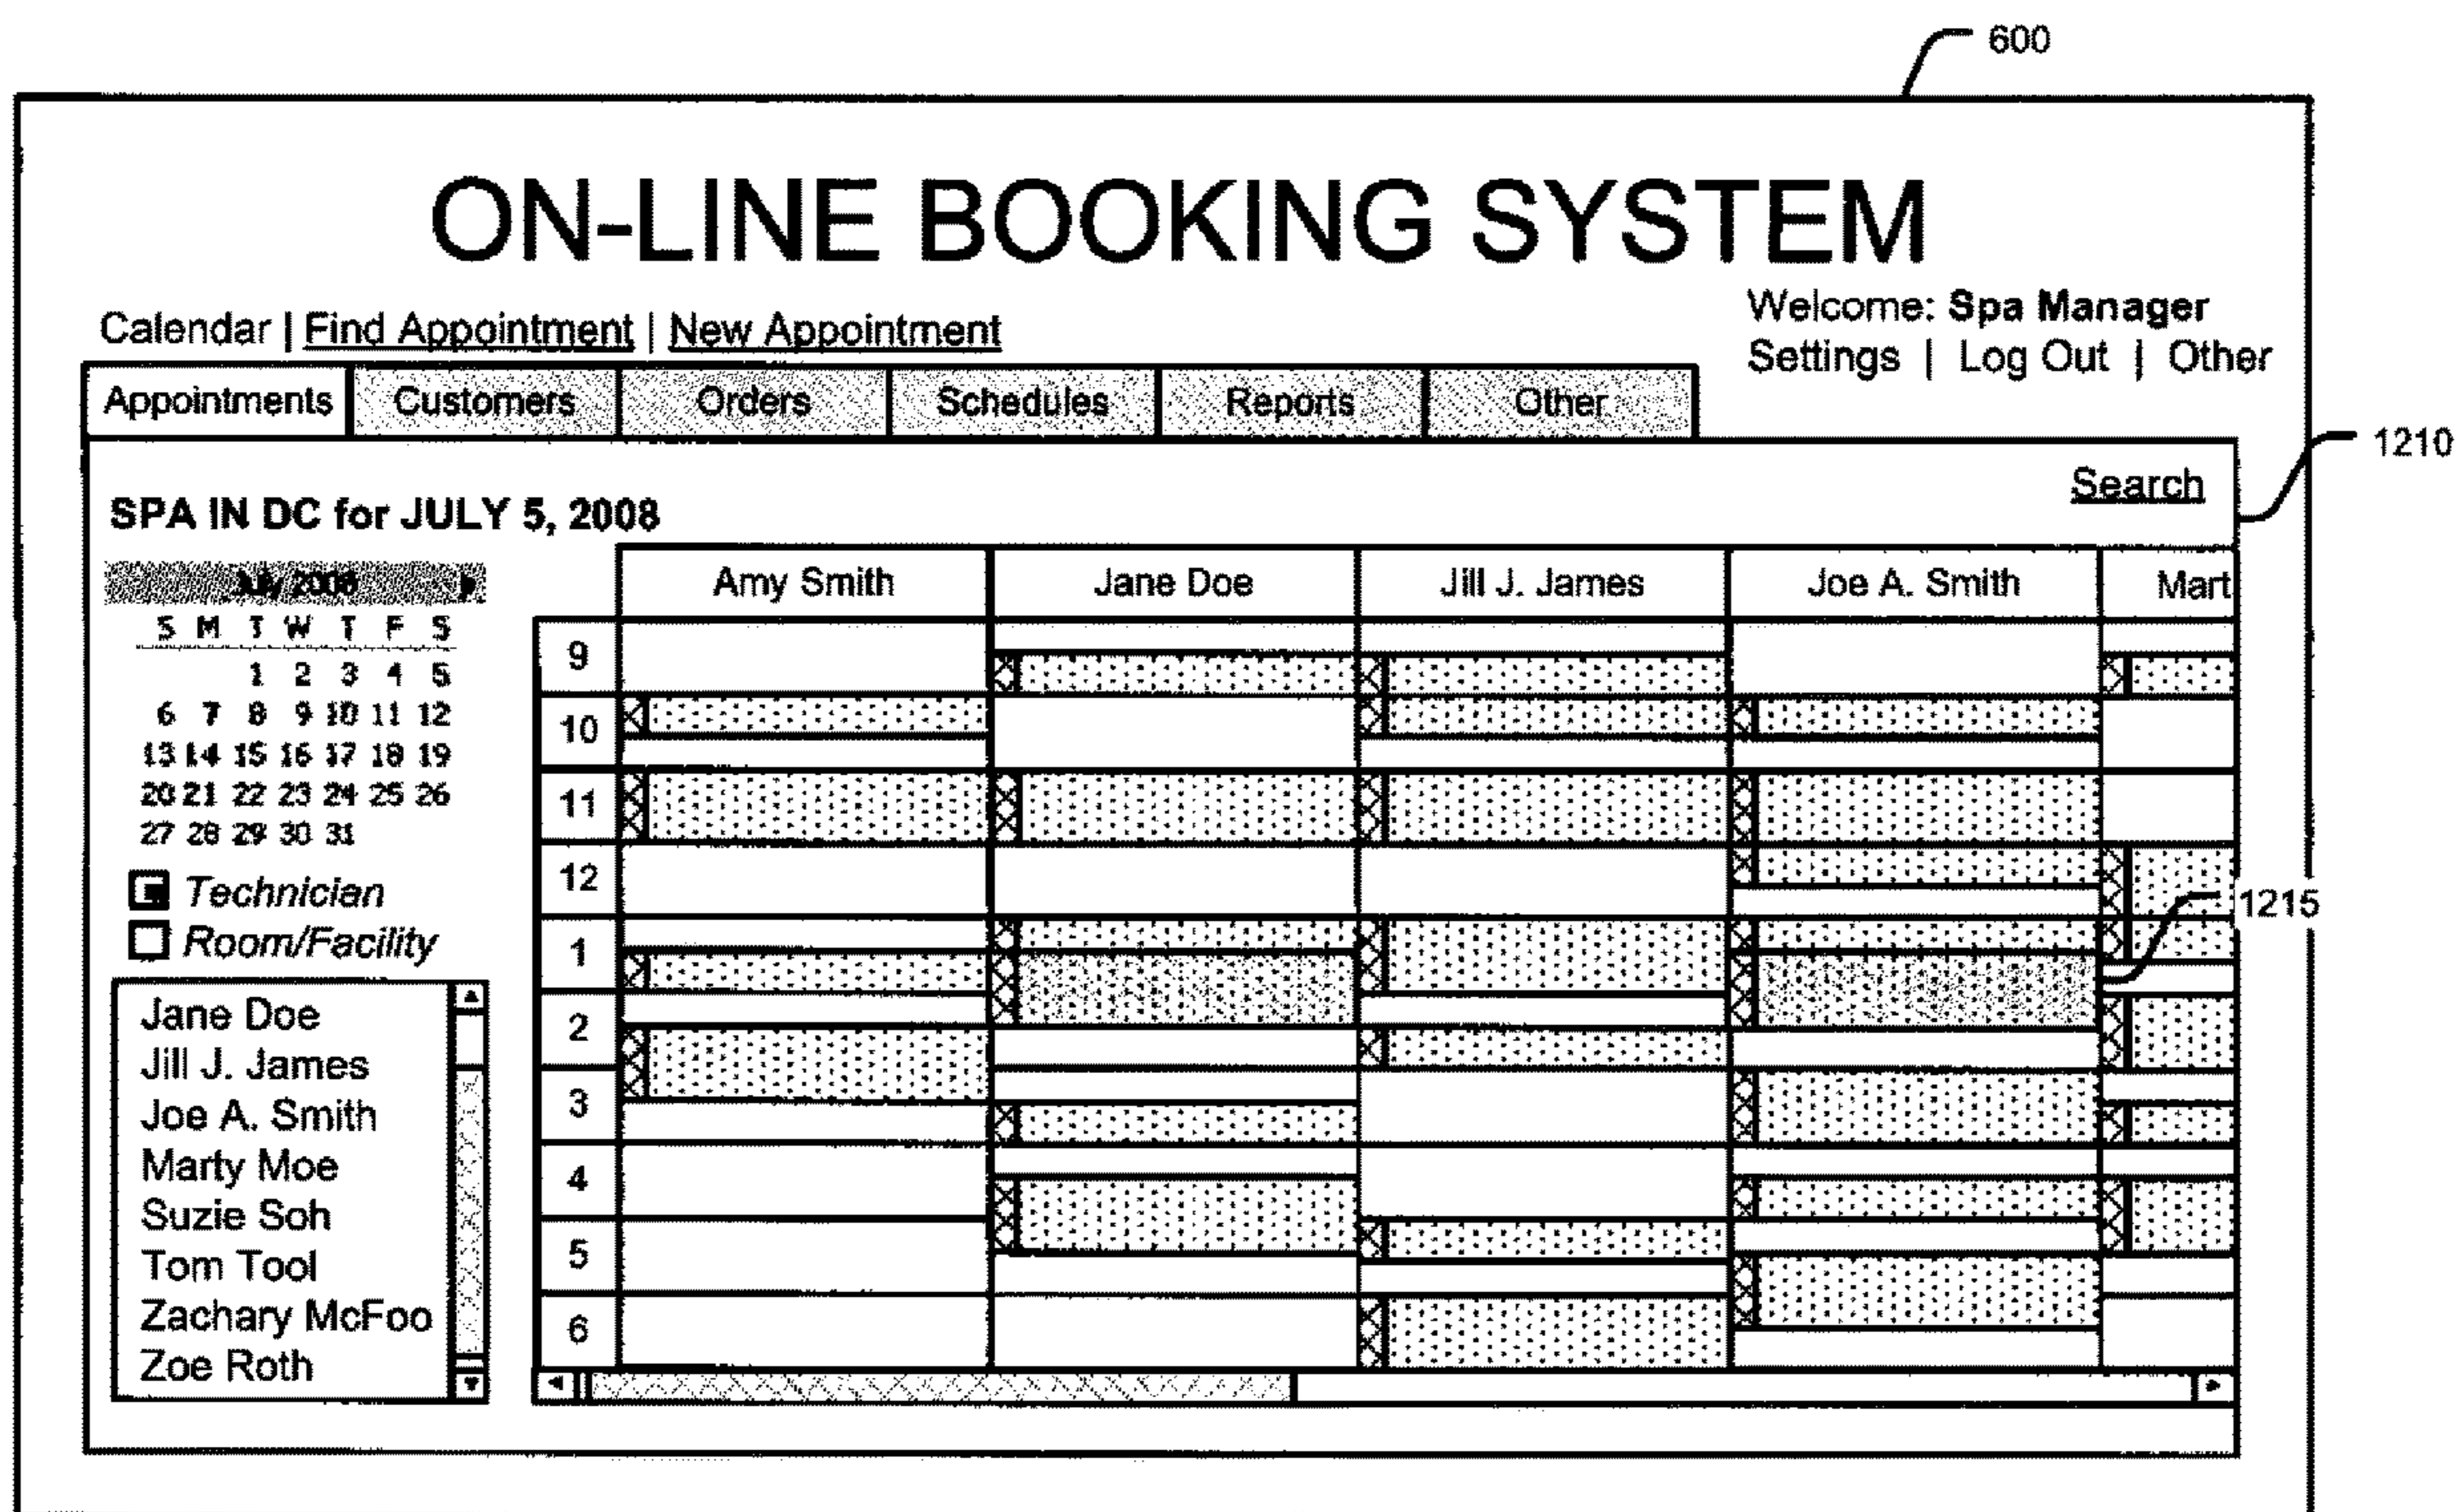 600
ON-LINE BOOKING SYSTEM
Welcome: Spa Manager
Calendar | Find Appointment | New Appointment
Settings | Log Out | Other
Appointments Customers Orders Schedules Reports Other
1210
Search
SPA IN DC for JULY 5, 2008
Amy Smith Jane Doe Jill J. James Joe A. Smith Mart
July 2008
S M T W T F S
1 2 3 4 5
6 7 8 9 10 11 12
13 14 15 16 17 18 19
20 21 22 23 24 25 26
27 28 29 30 31
Technician
Room/Facility
Jane Doe
Jill J. James
Joe A. Smith
Marty Moe
Suzie Soh
Tom Tool
Zachary McFoo
Zoe Roth
9
10
11
12
1
2
3
4
5
6
1215